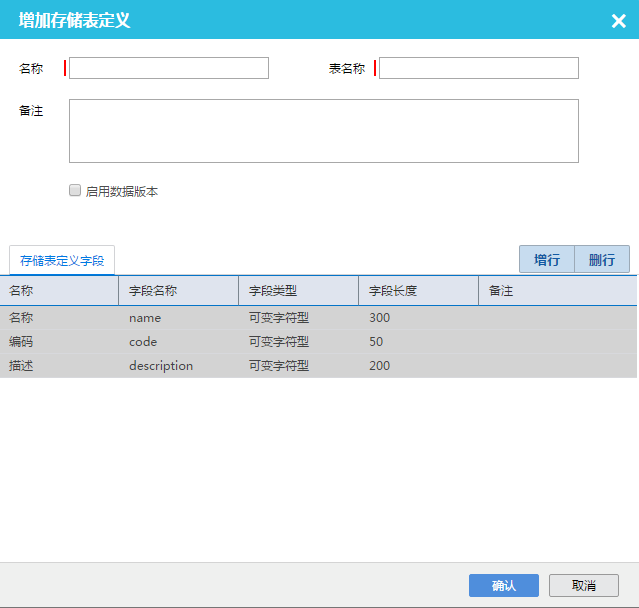 增加存储表定义
名称 表名称
备注
启用数据版本
存储表定义字段 增行 删行
名称 字段名称 字段类型 字段长度 备注
名称 name 可变字符型 300
编码 code 可变字符型 50
描述 description 可变字符型 200
确认 取消